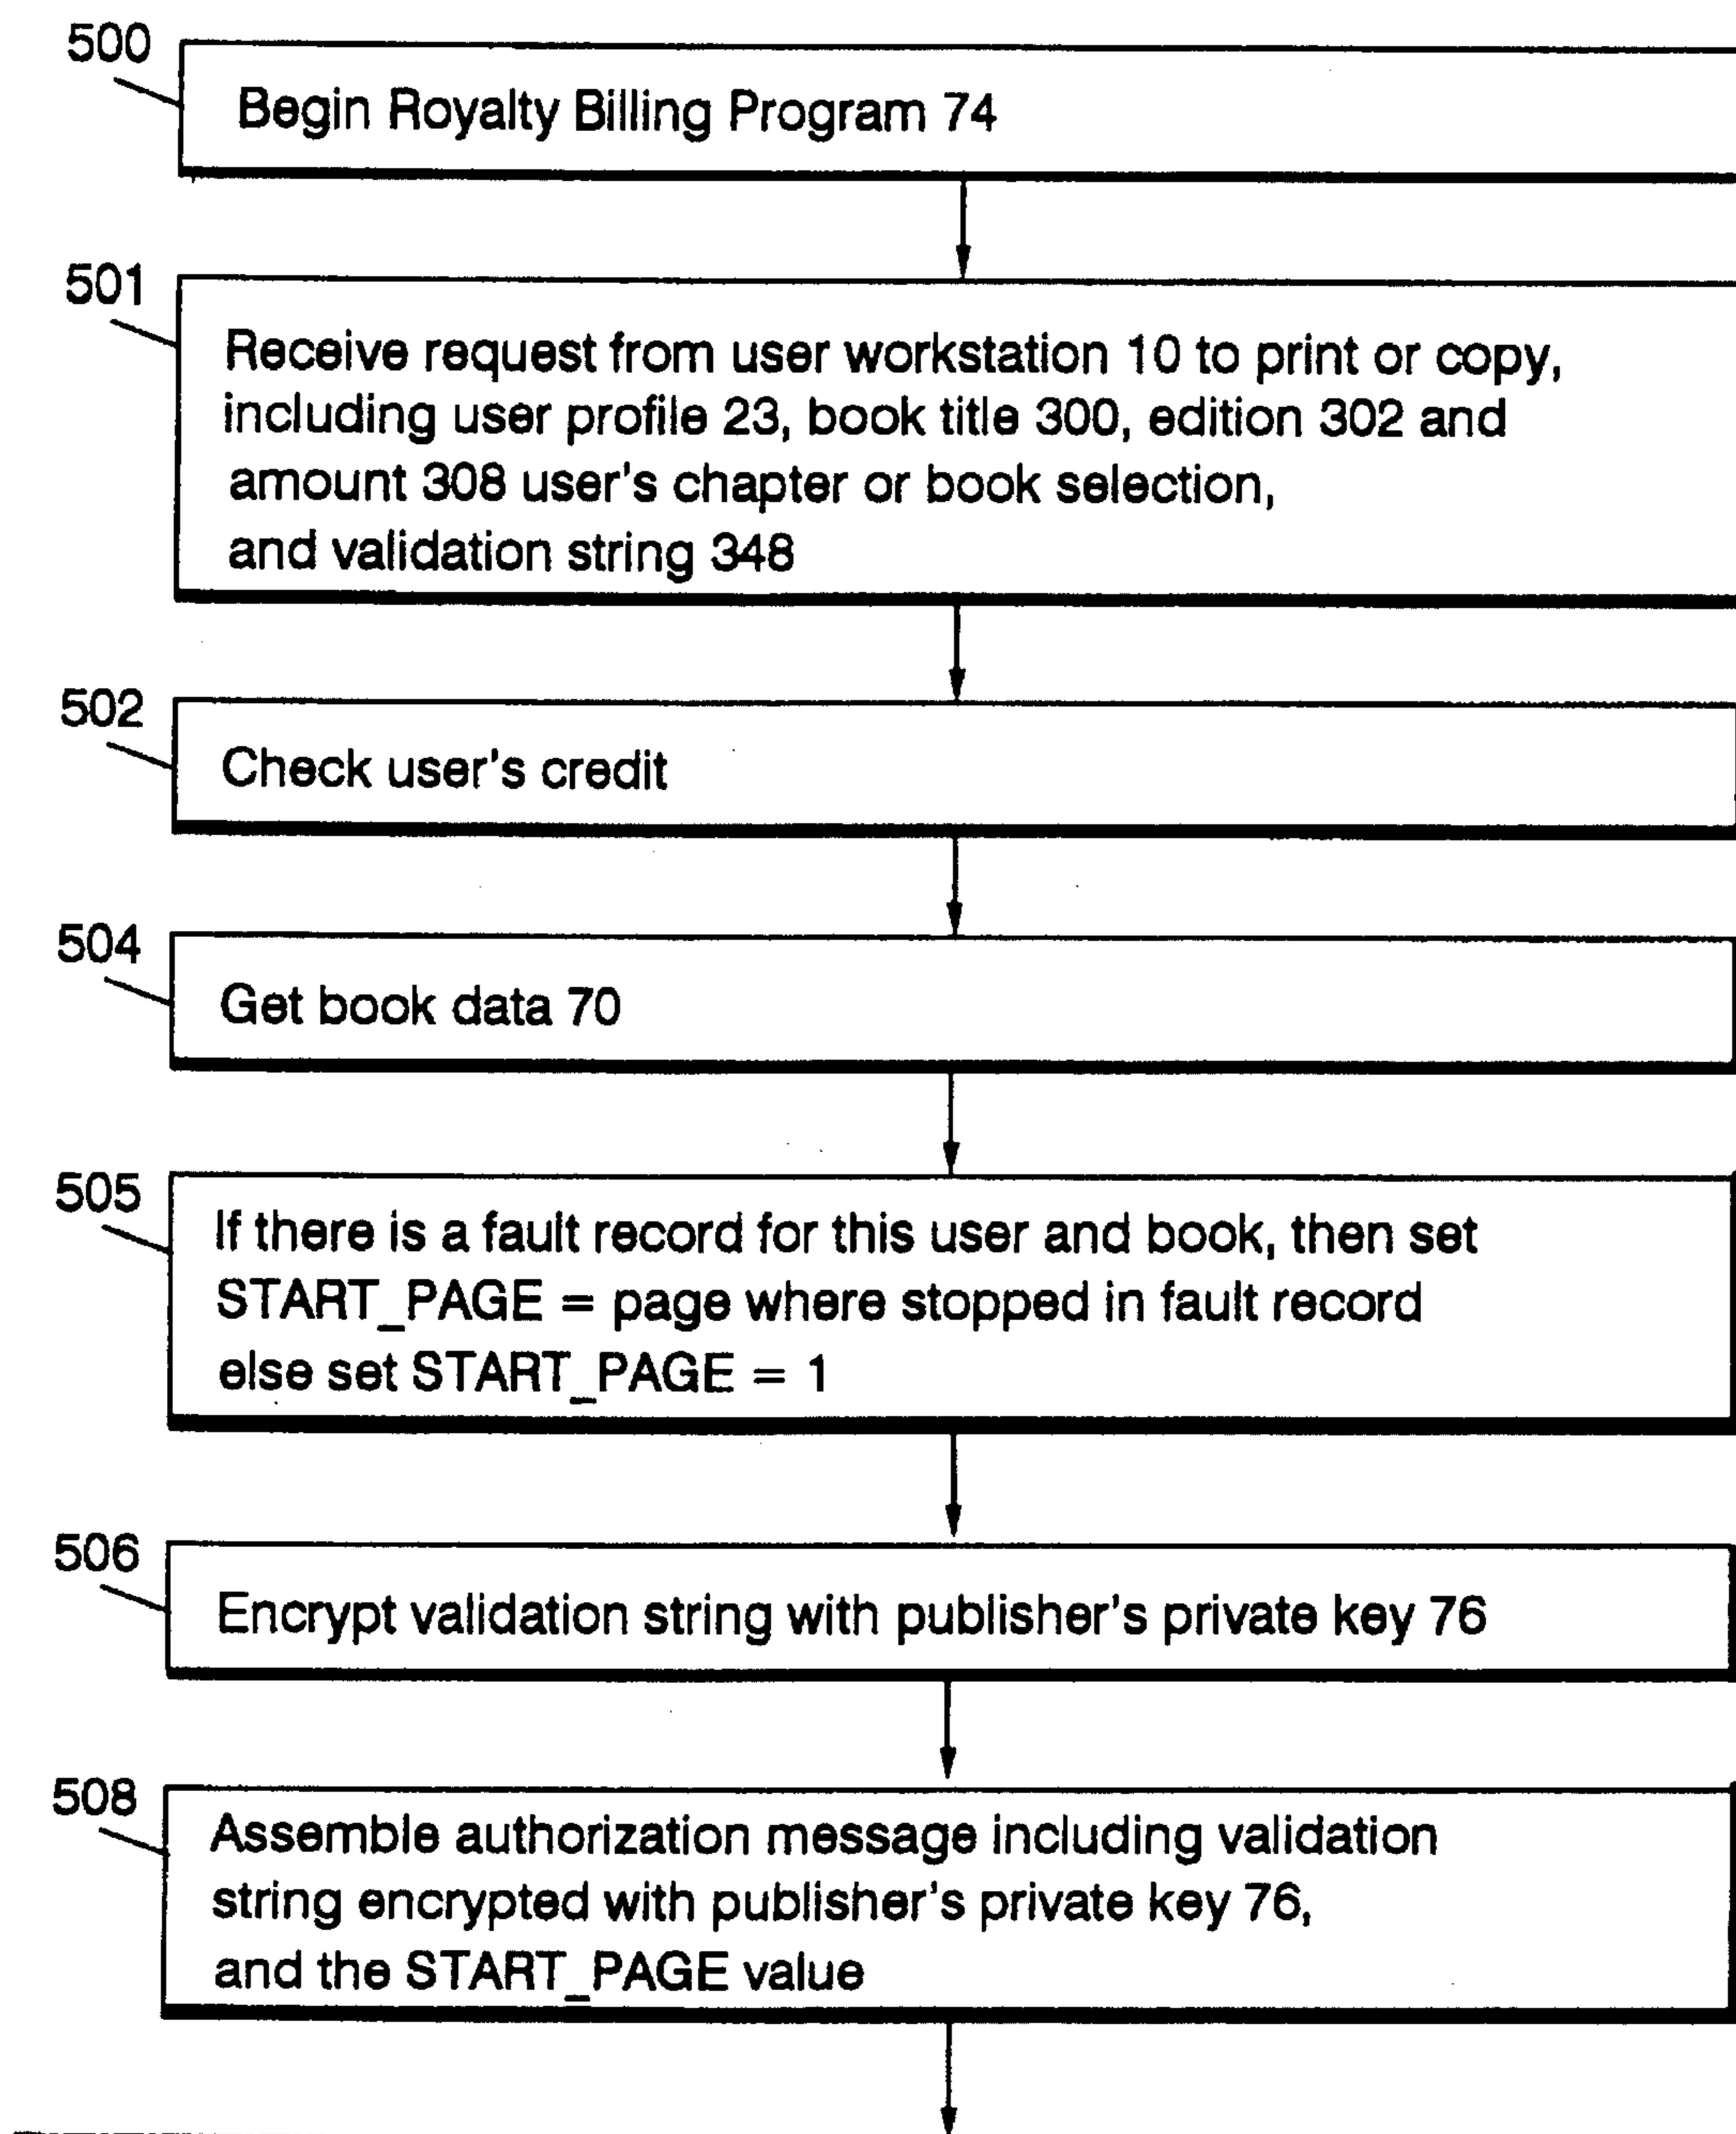 500
Begin Royalty Billing Program 74
501
Receive request from user workstation 10 to print or copy,
including user profile 23, book title 300, edition 302 and
amount 308 user's chapter or book selection,
and validation string 348
502
Check user's credit
504
Get book data 70
505
If there is a fault record for this user and book, then set
START_PAGE = page where stopped in fault record
else set START_PAGE = 1
506
Encrypt validation string with publisher's private key 76
508
Assemble authorization message including validation
string encrypted with publisher's private key 76,
and the START_PAGE value